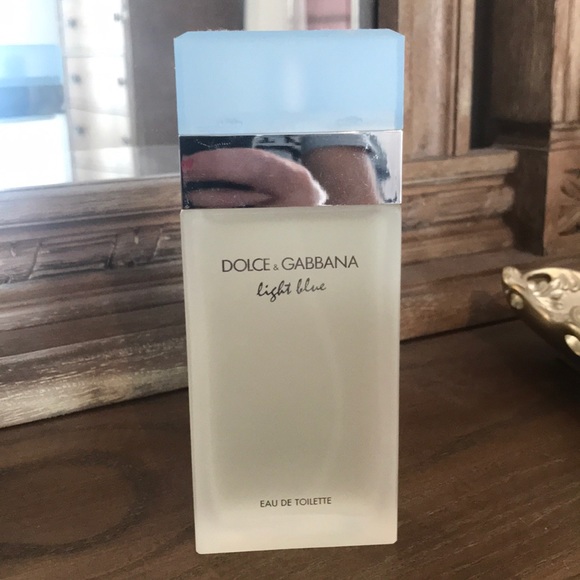 DOLCE & GABBANA
light blue
EAU DE TOILETTE